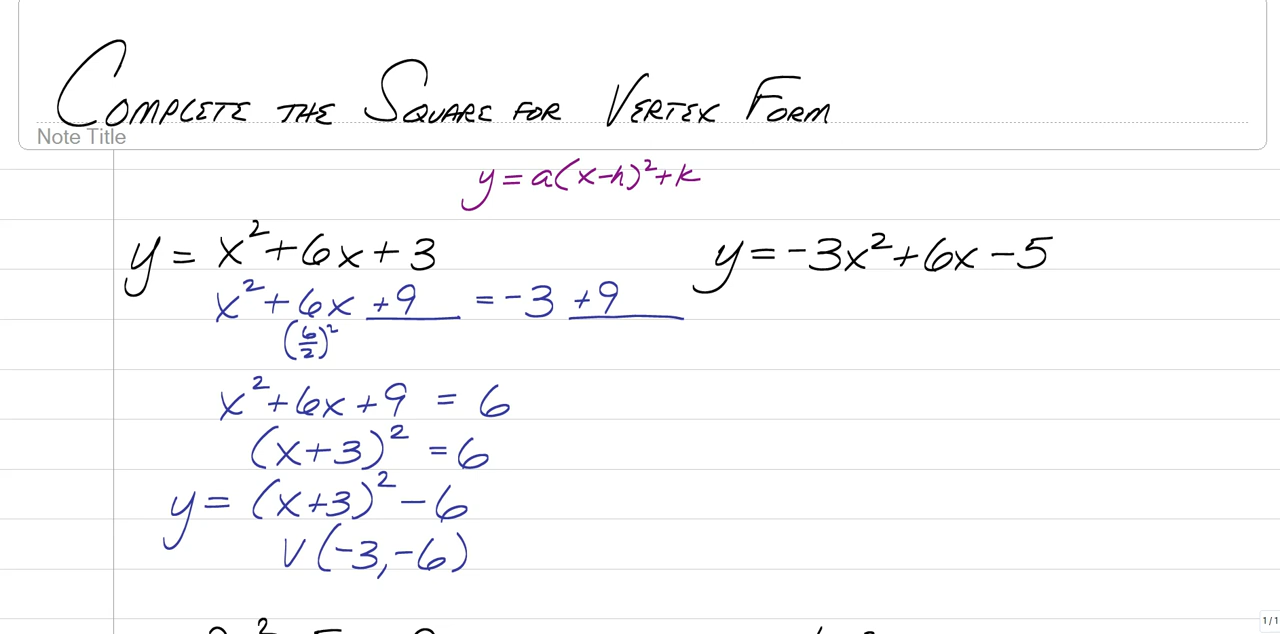 COMPLETE THE SQUARE FOR VERTEX FORM
Note Title
y = a(x-h)²+k
y = x²+6x+3
x²+6x +9 = -3 +9
(6/2)²
x²+6x+9 = 6
(x+3)² = 6
y = (x+3)² - 6
V(-3,-6)
y = -3x²+6x-5
1/1